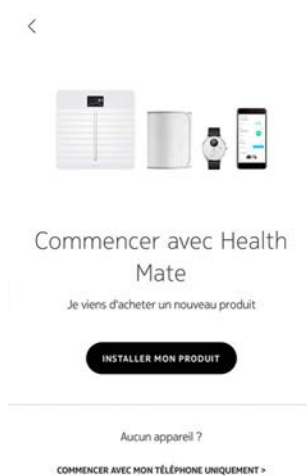 Commencer avec Health
Mate
Je viens d'acheter un nouveau produit
INSTALLER MON PRODUIT
Aucun appareil ?
COMMENCER AVEC MON TÉLÉPHONE UNIQUEMENT >